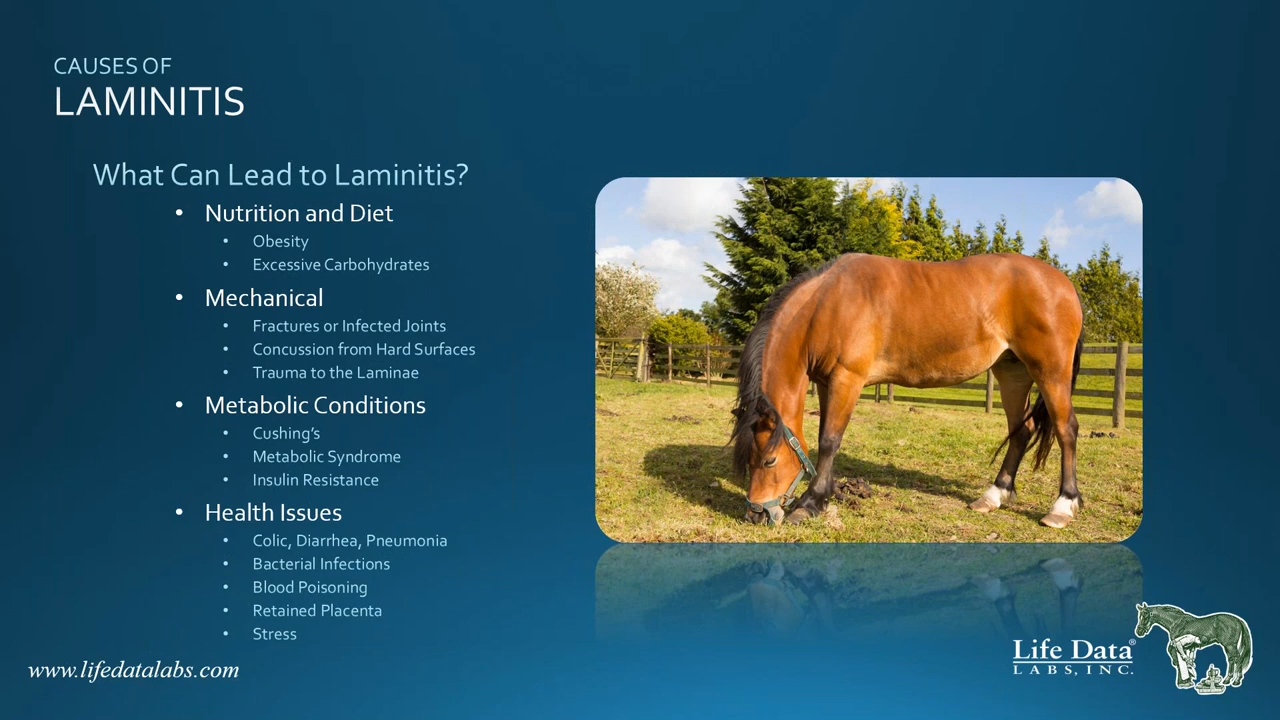 CAUSES OF
LAMINITIS
What Can Lead to Laminitis?
• Nutrition and Diet
• Obesity
• Excessive Carbohydrates
• Mechanical
• Fractures or Infected Joints
• Concussion from Hard Surfaces
• Trauma to the Laminae
• Metabolic Conditions
• Cushing’s
• Metabolic Syndrome
• Insulin Resistance
• Health Issues
• Colic, Diarrhea, Pneumonia
• Bacterial Infections
• Blood Poisoning
• Retained Placenta
• Stress
www.lifedatalabs.com
Life Data®
LABS, INC.